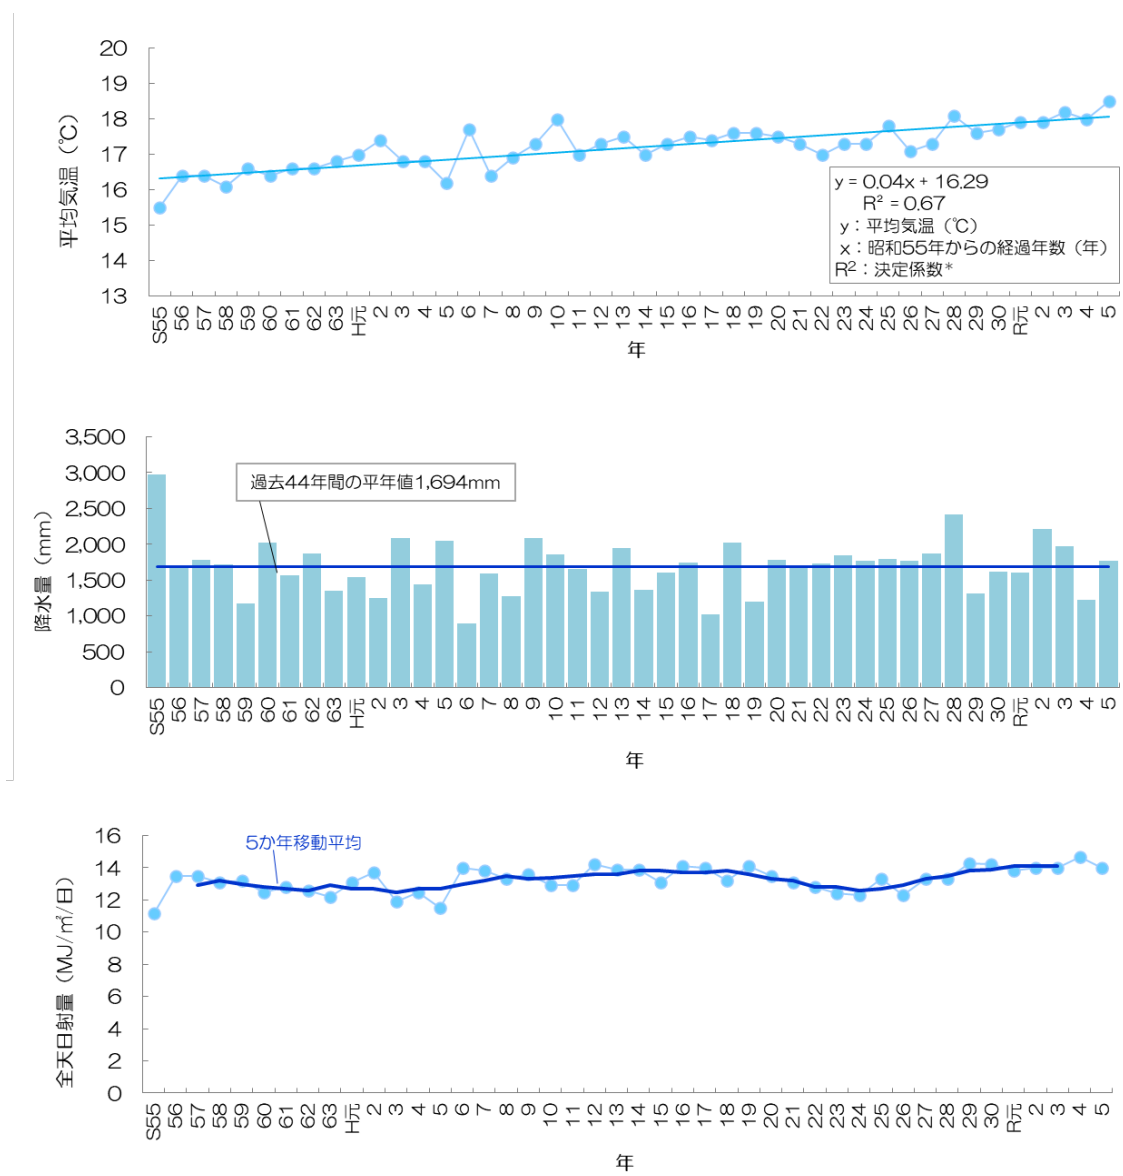 平均気温（℃）
20
19
18
17
16
15
14
13
y = 0.04x + 16.29
R² = 0.67
y：平均気温（℃）
x：昭和55年からの経過年数（年）
R²：決定係数*
S55 56 57 58 59 60 61 62 63 H元 2 3 4 5 6 7 8 9 10 11 12 13 14 15 16 17 18 19 20 21 22 23 24 25 26 27 28 29 30 R元 2 3 4 5
年
降水量（mm）
3,500
3,000
2,500
2,000
1,500
1,000
500
0
過去44年間の平年値1,694mm
S55 56 57 58 59 60 61 62 63 H元 2 3 4 5 6 7 8 9 10 11 12 13 14 15 16 17 18 19 20 21 22 23 24 25 26 27 28 29 30 R元 2 3 4 5
年
全天日射量（MJ/㎡/日）
16
14
12
10
8
6
4
2
0
5か年移動平均
S55 56 57 58 59 60 61 62 63 H元 2 3 4 5 6 7 8 9 10 11 12 13 14 15 16 17 18 19 20 21 22 23 24 25 26 27 28 29 30 R元 2 3 4 5
年